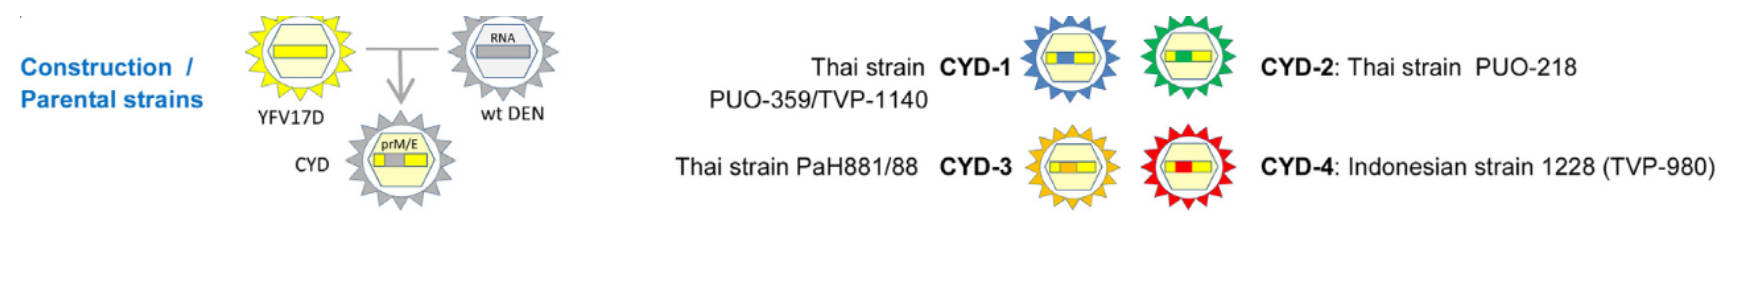 Construction /
Parental strains
YFV17D
RNA
wt DEN
prM/E
CYD
Thai strain CYD-1
PUO-359/TVP-1140
CYD-2: Thai strain PUO-218
Thai strain PaH881/88 CYD-3
CYD-4: Indonesian strain 1228 (TVP-980)